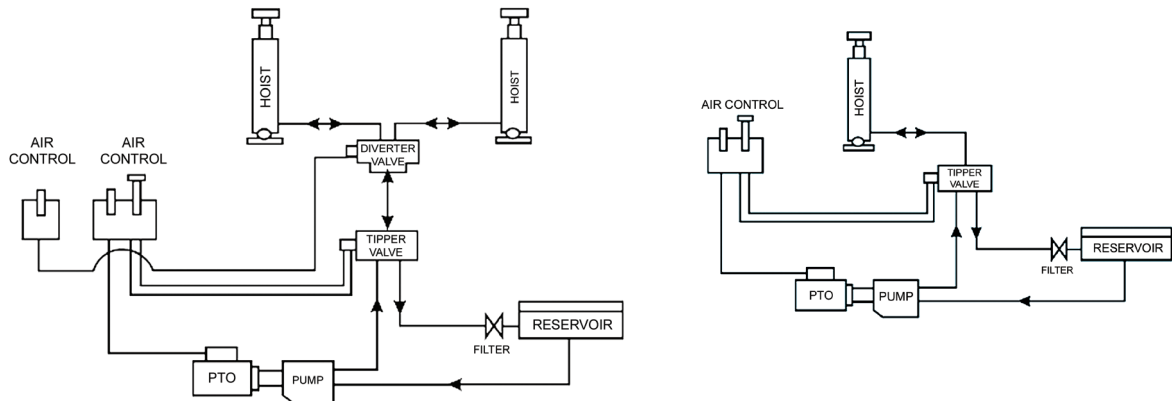 HOIST
HOIST
AIR
CONTROL
AIR
CONTROL
DIVERTER
VALVE
TIPPER
VALVE
FILTER
RESERVOIR
PTO
PUMP
HOIST
AIR CONTROL
TIPPER
VALVE
FILTER
RESERVOIR
PTO
PUMP